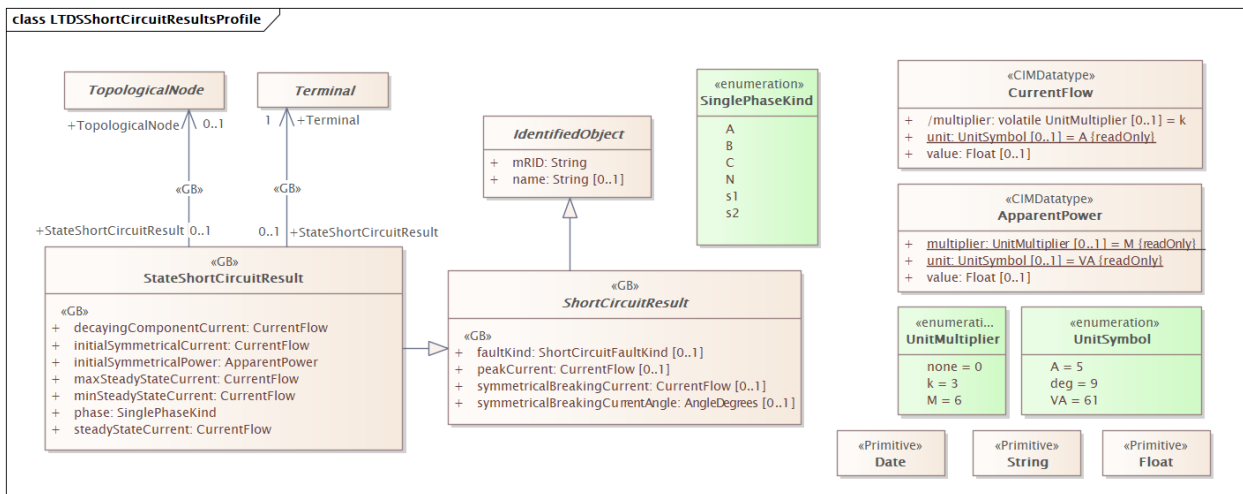 class LTDSShortCircuitResultsProfile
TopologicalNode
Terminal
+TopologicalNode
0..1
1
+Terminal
«GB»
«GB»
+StateShortCircuitResult
0..1
0..1
+StateShortCircuitResult
«GB»
StateShortCircuitResult
«GB»
+ decayingComponentCurrent: CurrentFlow
+ initialSymmetricalCurrent: CurrentFlow
+ initialSymmetricalPower: ApparentPower
+ maxSteadyStateCurrent: CurrentFlow
+ minSteadyStateCurrent: CurrentFlow
+ phase: SinglePhaseKind
+ steadyStateCurrent: CurrentFlow
IdentifiedObject
+ mRID: String
+ name: String [0..1]
«GB»
ShortCircuitResult
«GB»
+ faultKind: ShortCircuitFaultKind [0..1]
+ peakCurrent: CurrentFlow [0..1]
+ symmetricalBreakingCurrent: CurrentFlow [0..1]
+ symmetricalBreakingCurrentAngle: AngleDegrees [0..1]
«enumeration»
SinglePhaseKind
A
B
C
N
s1
s2
«CIMDatatype»
CurrentFlow
+ /multiplier: volatile UnitMultiplier [0..1] = k
+ unit: UnitSymbol [0..1] = A {readOnly}
+ value: Float [0..1]
«CIMDatatype»
ApparentPower
+ multiplier: UnitMultiplier [0..1] = M {readOnly}
+ unit: UnitSymbol [0..1] = VA {readOnly}
+ value: Float [0..1]
«enumerati...
UnitMultiplier
none = 0
k = 3
M = 6
«enumeration»
UnitSymbol
A = 5
deg = 9
VA = 61
«Primitive»
Date
«Primitive»
String
«Primitive»
Float